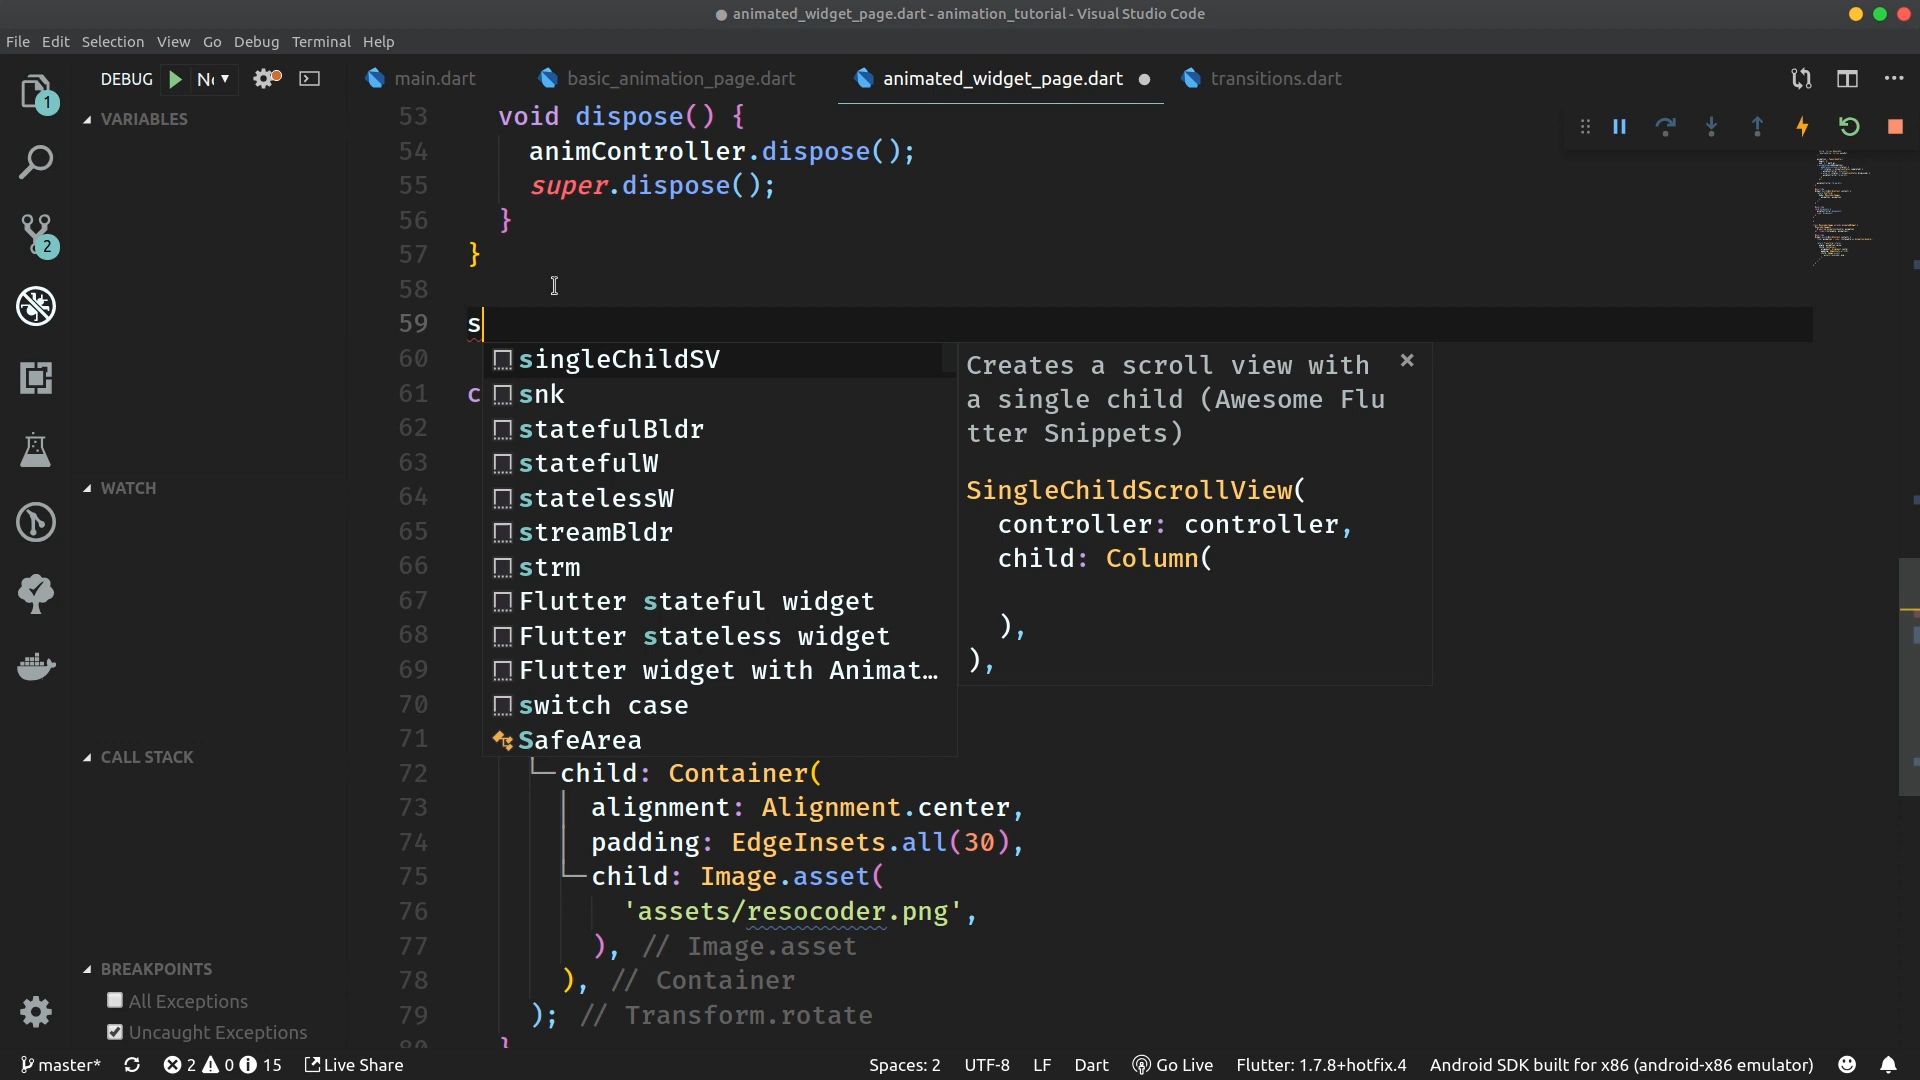 animated_widget_page.dart - animation_tutorial - Visual Studio Code
File Edit Selection View Go Debug Terminal Help
DEBUG
main.dart
basic_animation_page.dart
animated_widget_page.dart
transitions.dart
1
VARIABLES
2
WATCH
CALL STACK
BREAKPOINTS
All Exceptions
Uncaught Exceptions
53 void dispose() {
54 animController.dispose();
55 super.dispose();
56 }
57 }
58
59 s
60
61 c
62
63
64
65
66
67
68
69
70
71
singleChildSV
snk
statefulBldr
statefulW
statelessW
streamBldr
strm
Flutter stateful widget
Flutter stateless widget
Flutter widget with Animat…
switch case
SafeArea
Creates a scroll view with
a single child (Awesome Flu
tter Snippets)
SingleChildScrollView(
controller: controller,
child: Column(
),
),
72 child: Container(
73 alignment: Alignment.center,
74 padding: EdgeInsets.all(30),
75 child: Image.asset(
76 'assets/resocoder.png',
77 ), // Image.asset
78 ), // Container
79 ); // Transform.rotate
80 }
master* 2 0 15 Live Share Spaces: 2 UTF-8 LF Dart Go Live Flutter: 1.7.8+hotfix.4 Android SDK built for x86 (android-x86 emulator)